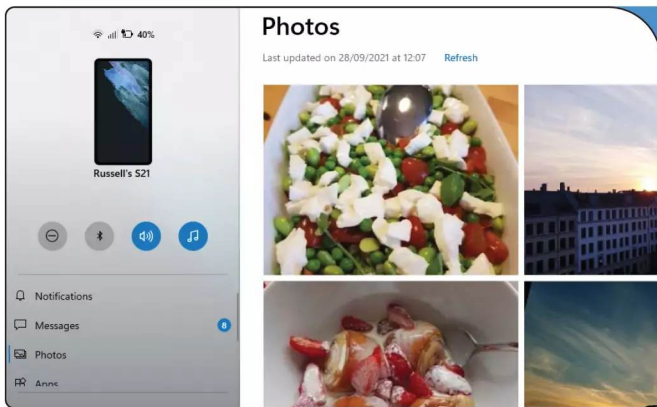 40%
Russell's S21
Notifications
Messages
8
Photos
Apps
Photos
Last updated on 28/09/2021 at 12:07
Refresh